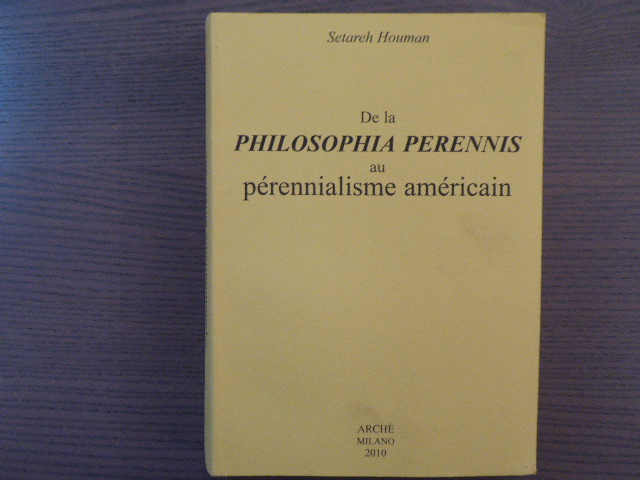 Setareh Houman
De la
PHILOSOPHIA PERENNIS
au
pérennialisme américain
ARCHÈ
MILANO
2010